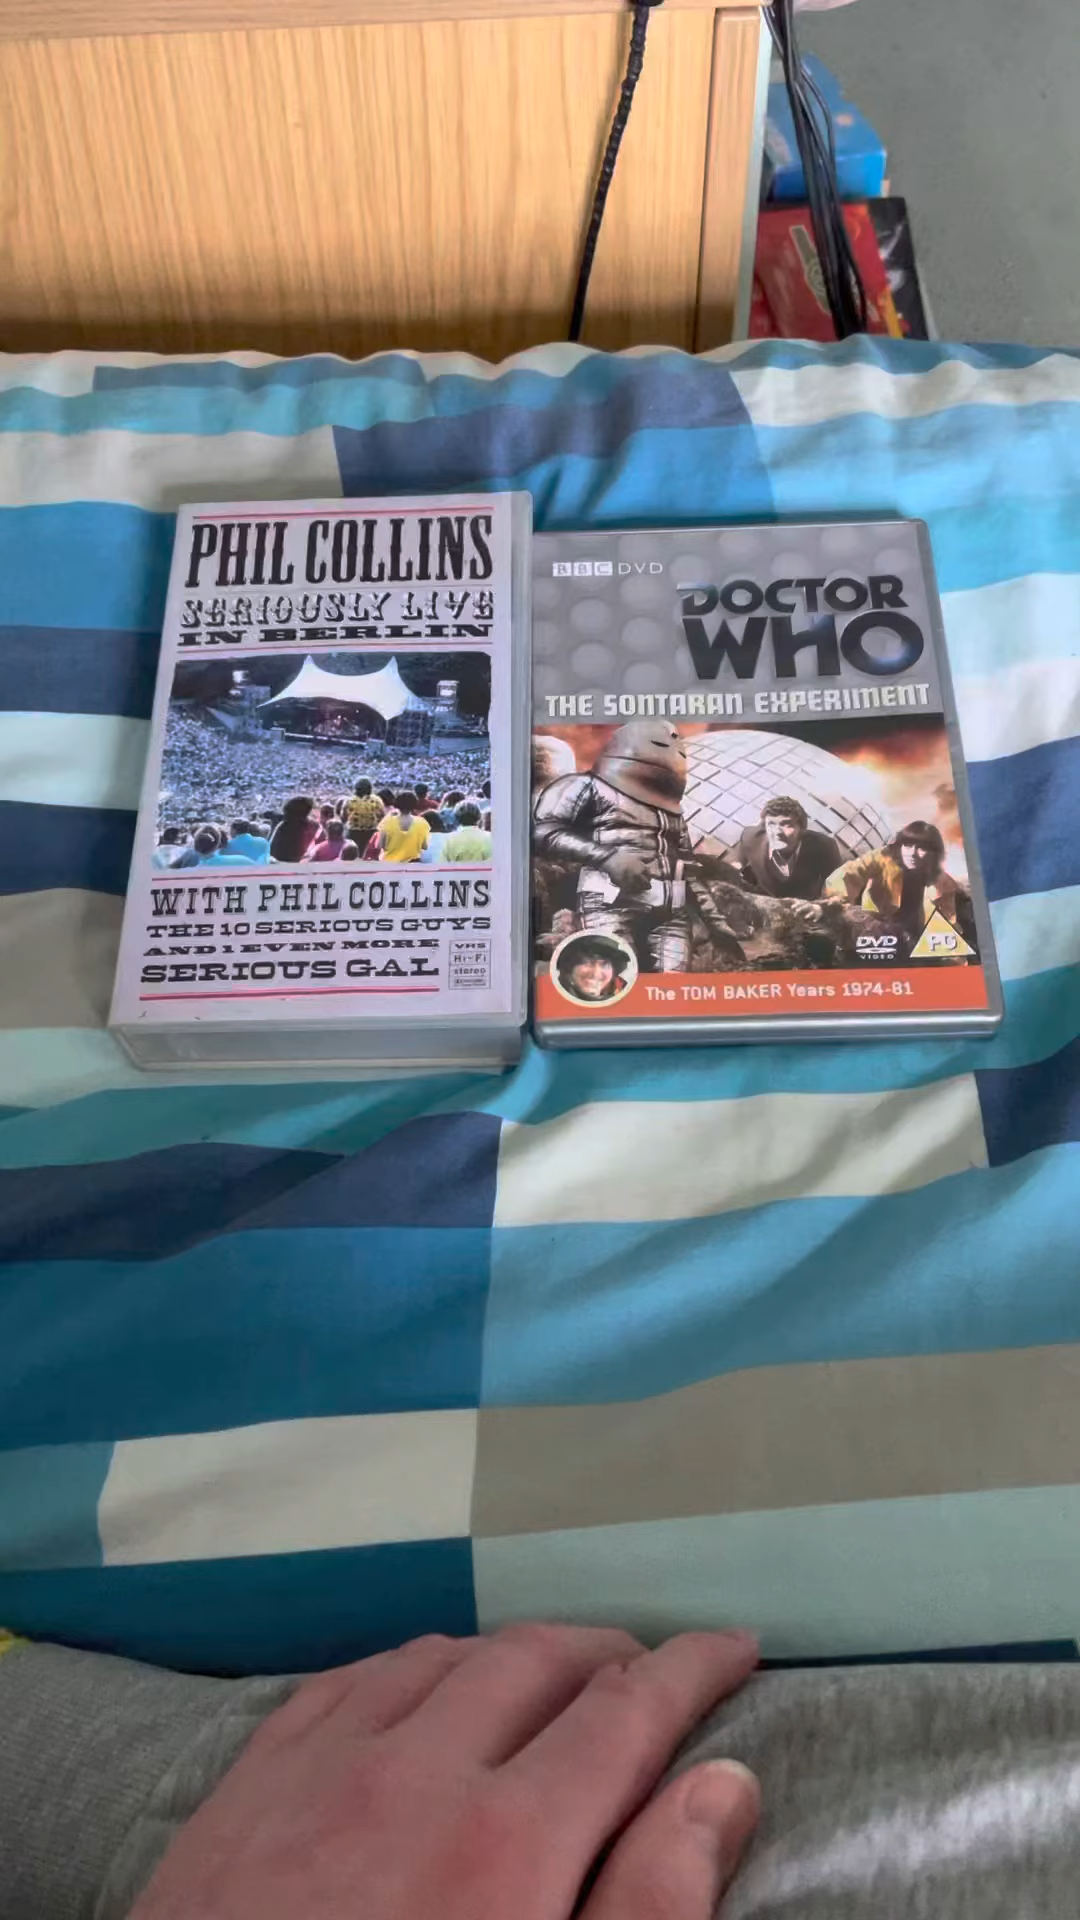 PHIL COLLINS
SERIOUSLY LIVE
IN BERLIN
WITH PHIL COLLINS
THE 10 SERIOUS GUYS
AND 1 EVEN MORE
SERIOUS GAL
VHS
Hi-Fi
stereo
BBC DVD
DOCTOR
WHO
THE SONTARAN EXPERIMENT
DVD
VIDEO
PG
The TOM BAKER Years 1974-81